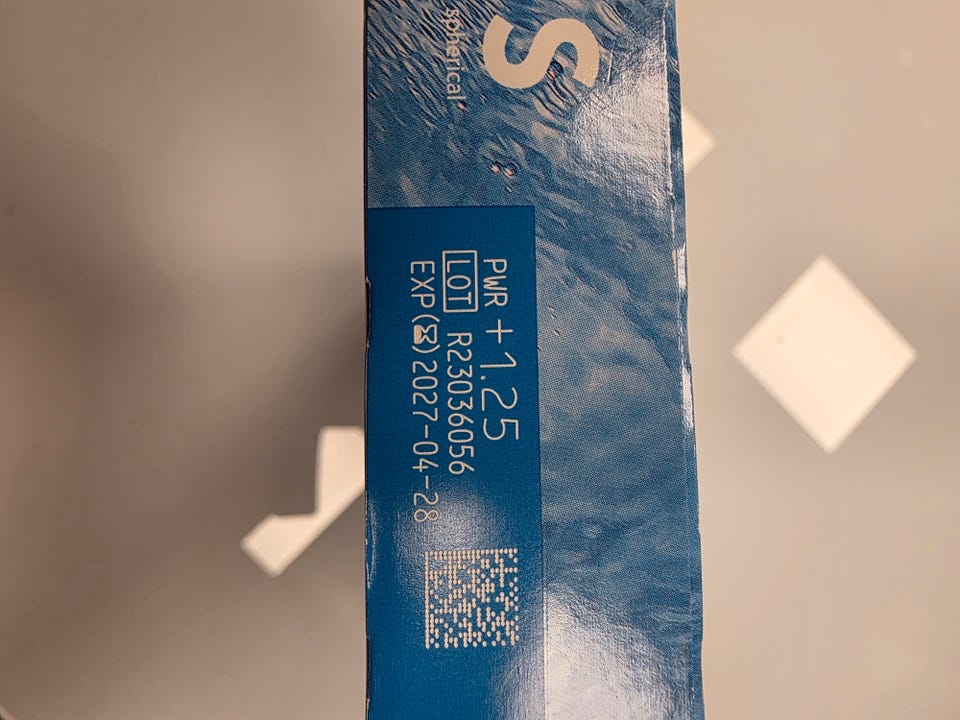 S
spherical
PWR +1.25
LOT R23036056
EXP(⌛)2027-04-28